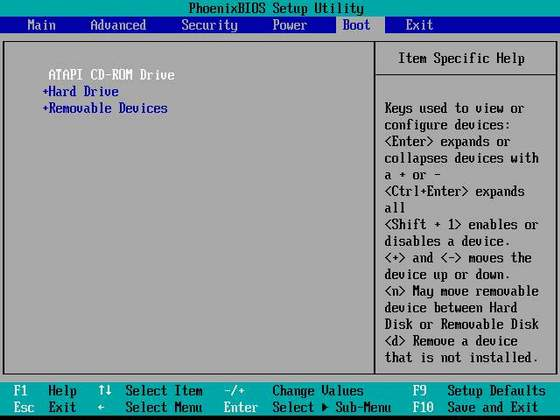 PhoenixBIOS Setup Utility
Main Advanced Security Power Boot Exit
ATAPI CD-ROM Drive
+Hard Drive
+Removable Devices
Item Specific Help
Keys used to view or
configure devices:
<Enter> expands or
collapses devices with
a + or -
<Ctrl+Enter> expands
all
<Shift + 1> enables or
disables a device.
<+> and <-> moves the
device up or down.
<n> May move removable
device between Hard
Disk or Removable Disk
<d> Remove a device
that is not installed.
F1 Help ↑↓ Select Item -/+ Change Values F9 Setup Defaults
Esc Exit ← Select Menu Enter Select ▶ Sub-Menu F10 Save and Exit